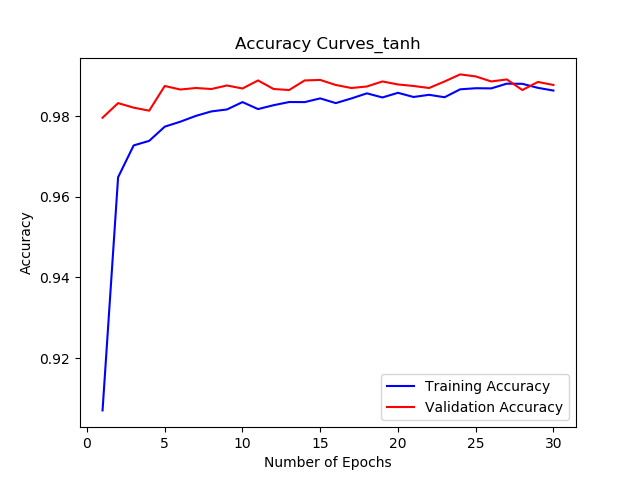 Accuracy Curves_tanh
0.98
0.96
0.94
0.92
Accuracy
Training Accuracy
Validation Accuracy
0 5 10 15 20 25 30
Number of Epochs